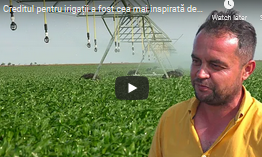 Creditul pentru irigații a fost cea mai inspirată de...
Watch later